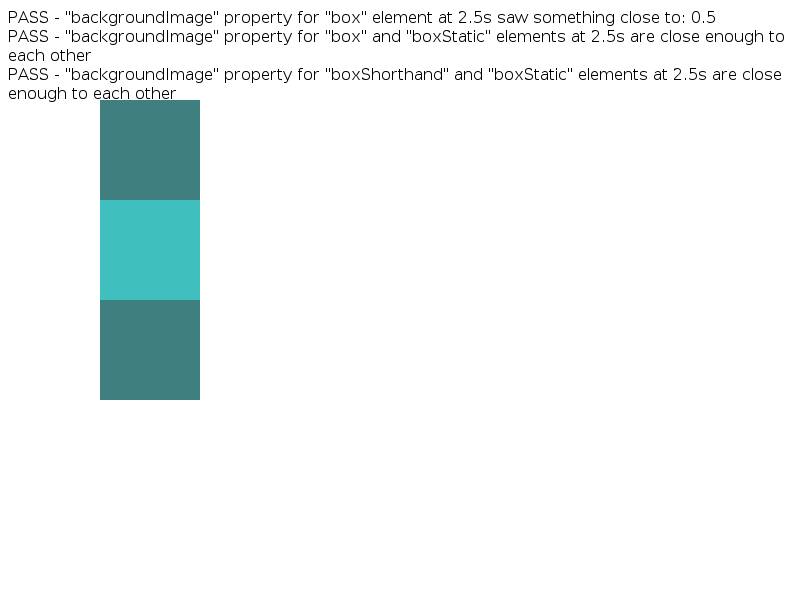 PASS - "backgroundImage" property for "box" element at 2.5s saw something close to: 0.5
PASS - "backgroundImage" property for "box" and "boxStatic" elements at 2.5s are close enough to
each other
PASS - "backgroundImage" property for "boxShorthand" and "boxStatic" elements at 2.5s are close
enough to each other